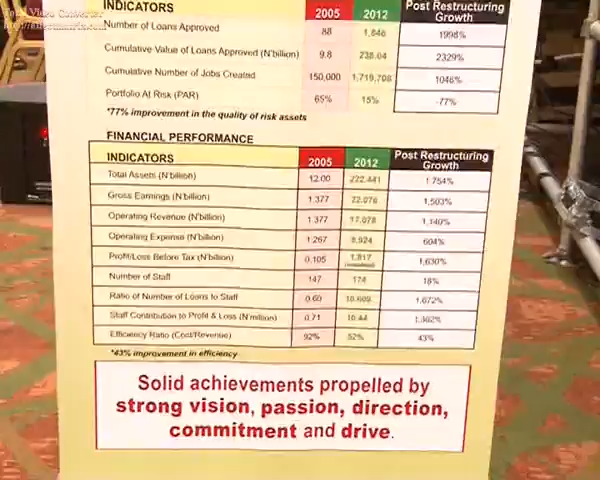 Total Video Converter
INDICATORS 2005 2012 Post Restructuring Growth
Number of Loans Approved 88 1,846 1998%
Cumulative Value of Loans Approved (N'billion) 9.8 238.04 2329%
Cumulative Number of Jobs Created 150,000 1,719,708 1046%
Portfolio At Risk (PAR) 65% 15% -77%
*77% improvement in the quality of risk assets
FINANCIAL PERFORMANCE
INDICATORS 2005 2012 Post Restructuring Growth
Total Assets (N'billion) 12.00 222.441 1,754%
Gross Earnings (N'billion) 1.377 22.076 1,503%
Operating Revenue (N'billion) 1.377 17.078 1,140%
Operating Expense (N'billion) 1.267 8.924 604%
Profit/Loss Before Tax (N'billion) 0.105 1.817 1,630%
Number of Staff 147 174 18%
Ratio of Number of Loans to Staff 0.60 10.609 1,672%
Staff Contribution to Profit & Loss (N'million) 0.71 10.44
Efficiency Ratio (Cost/Revenue) 92% 52% 43%
*43% improvement in efficiency
Solid achievements propelled by
strong vision, passion, direction,
commitment and drive.